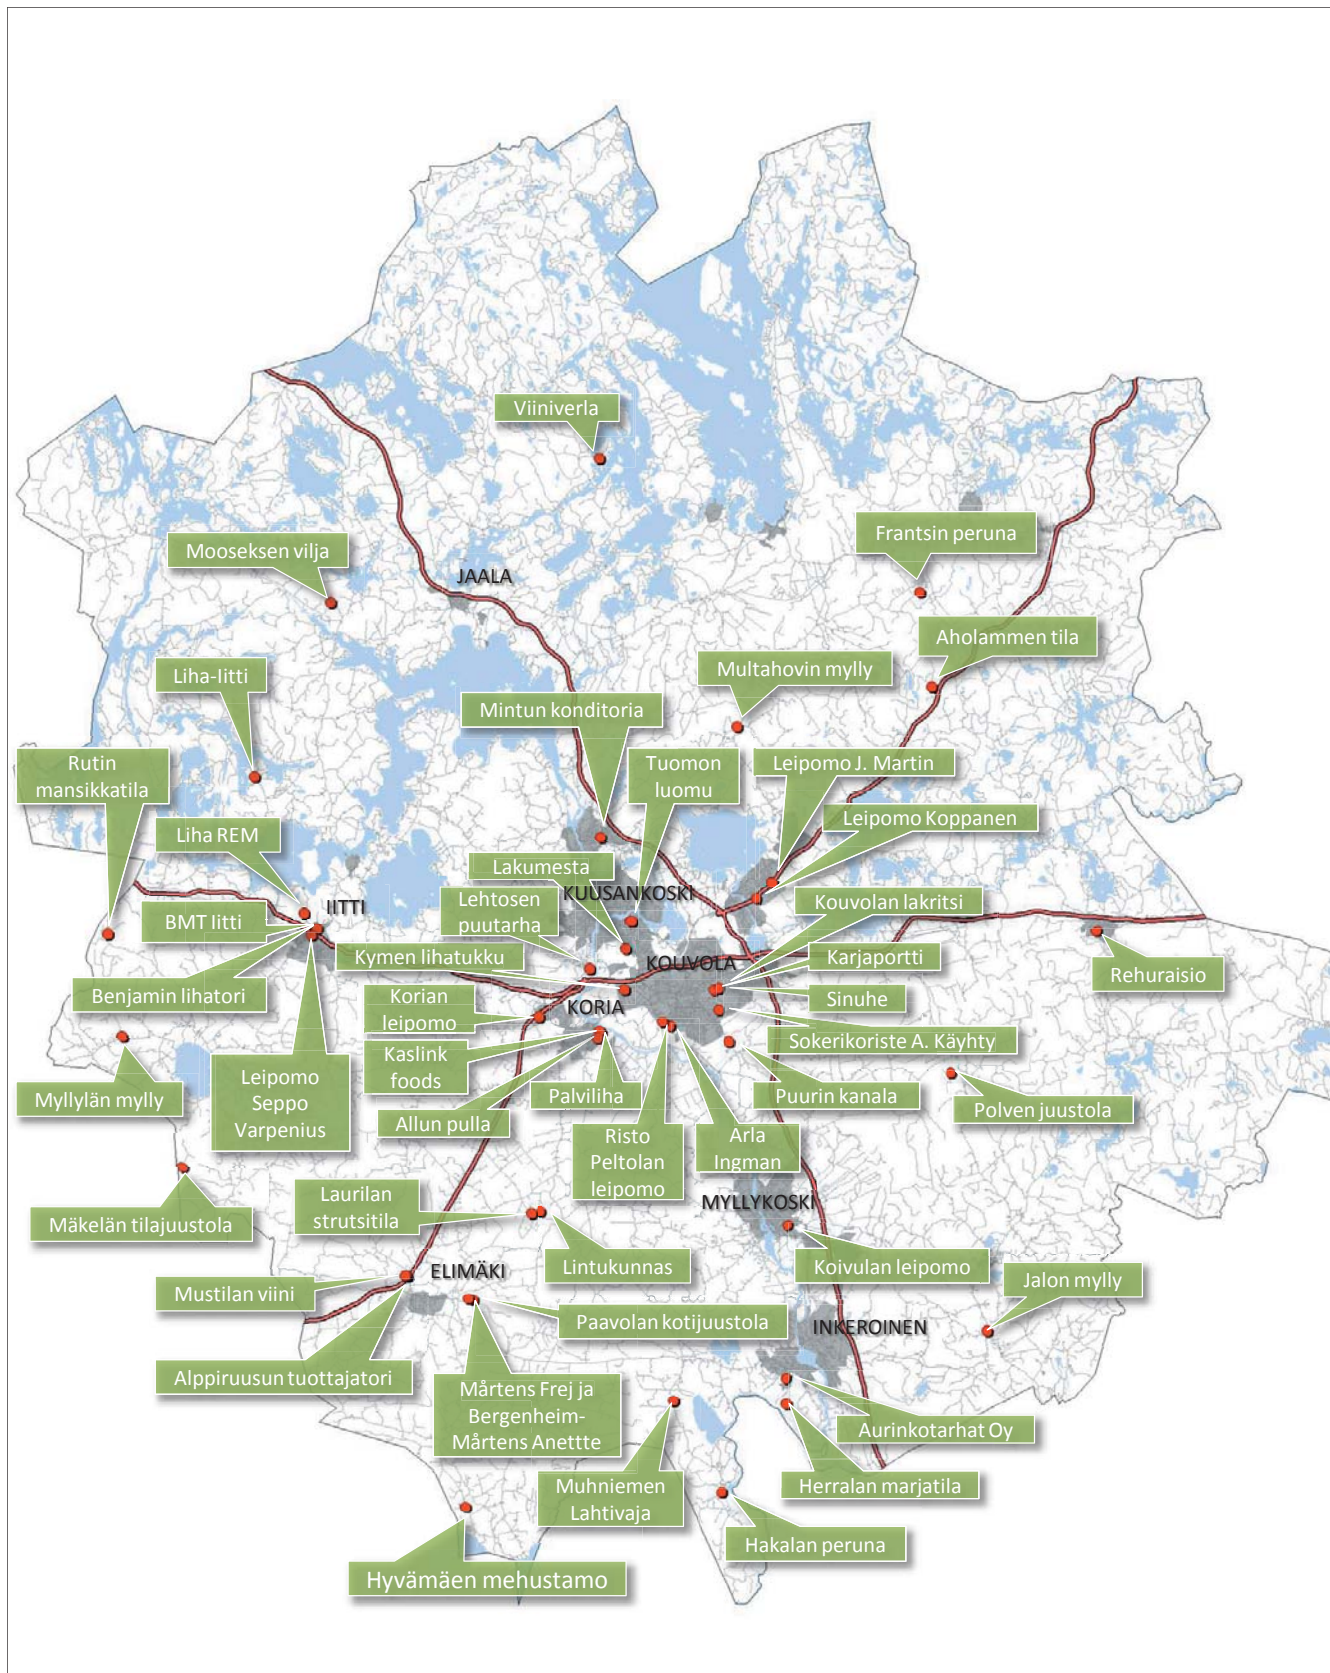 Viiniverla
Frantsin peruna
Mooseksen vilja
JAALA
Aholammen tila
Multahovin mylly
Liha-Iitti
Mintun konditoria
Rutin
mansikkatila
Tuomon
luomu
Leipomo J. Martin
Leipomo Koppanen
Liha REM
Lakumesta
KUUSANKOSKI
Lehtosen
puutarha
Kouvolan lakritsi
IITTI
BMT Iitti
Kymen lihatukku
KOUVOLA
Karjaportti
Rehuraisio
Benjamin lihatori
Sinuhe
Korian
leipomo
KORIA
Sokerikoriste A. Käyhty
Kaslink
foods
Leipomo
Seppo
Varpenius
Myllylän mylly
Palviliha
Puurin kanala
Polven juustola
Allun pulla
Risto
Peltolan
leipomo
Arla
Ingman
Laurilan
strutsitila
MYLLYKOSKI
Mäkelän tilajuustola
Lintukunnas
Koivulan leipomo
ELIMÄKI
Jalon mylly
Mustilan viini
Paavolan kotijuustola
INKEROINEN
Alppiruusun tuottajatori
Mårtens Frej ja
Bergenheim-
Mårtens Anettte
Aurinkotarhat Oy
Muhniemen
Lahtivaja
Herralan marjatila
Hakalan peruna
Hyvämäen mehustamo